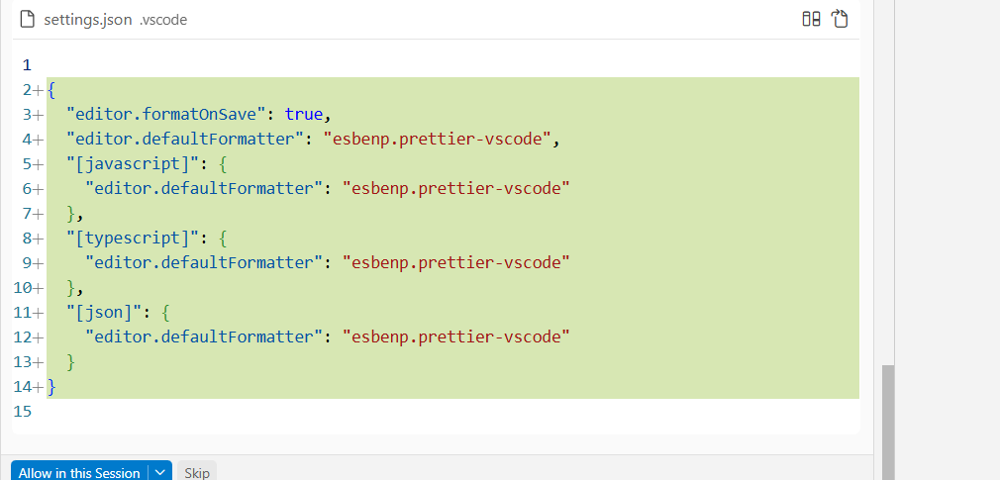 settings.json .vscode
1
2+{
3+  "editor.formatOnSave": true,
4+  "editor.defaultFormatter": "esbenp.prettier-vscode",
5+  "[javascript]": {
6+    "editor.defaultFormatter": "esbenp.prettier-vscode"
7+  },
8+  "[typescript]": {
9+    "editor.defaultFormatter": "esbenp.prettier-vscode"
10+  },
11+  "[json]": {
12+    "editor.defaultFormatter": "esbenp.prettier-vscode"
13+  }
14+}
15
Allow in this Session Skip